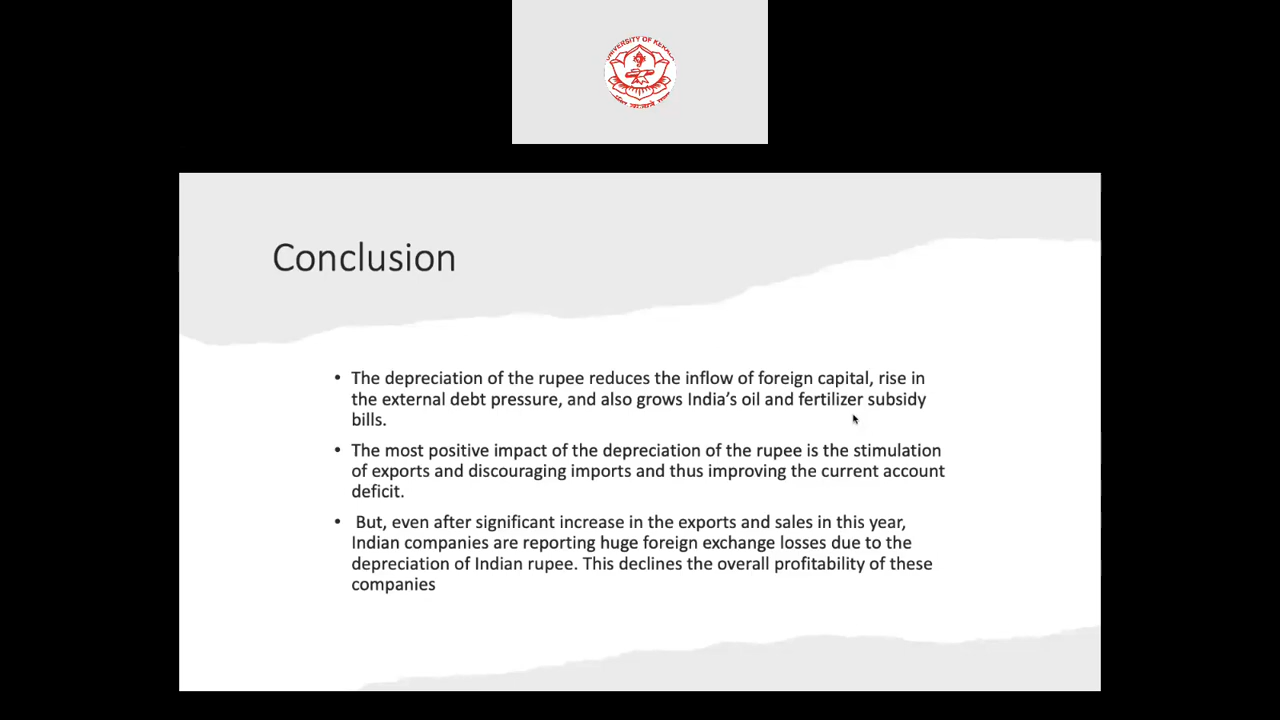 UNIVERSITY OF KERALA
Conclusion
• The depreciation of the rupee reduces the inflow of foreign capital, rise in
the external debt pressure, and also grows India’s oil and fertilizer subsidy
bills.
• The most positive impact of the depreciation of the rupee is the stimulation
of exports and discouraging imports and thus improving the current account
deficit.
• But, even after significant increase in the exports and sales in this year,
Indian companies are reporting huge foreign exchange losses due to the
depreciation of Indian rupee. This declines the overall profitability of these
companies